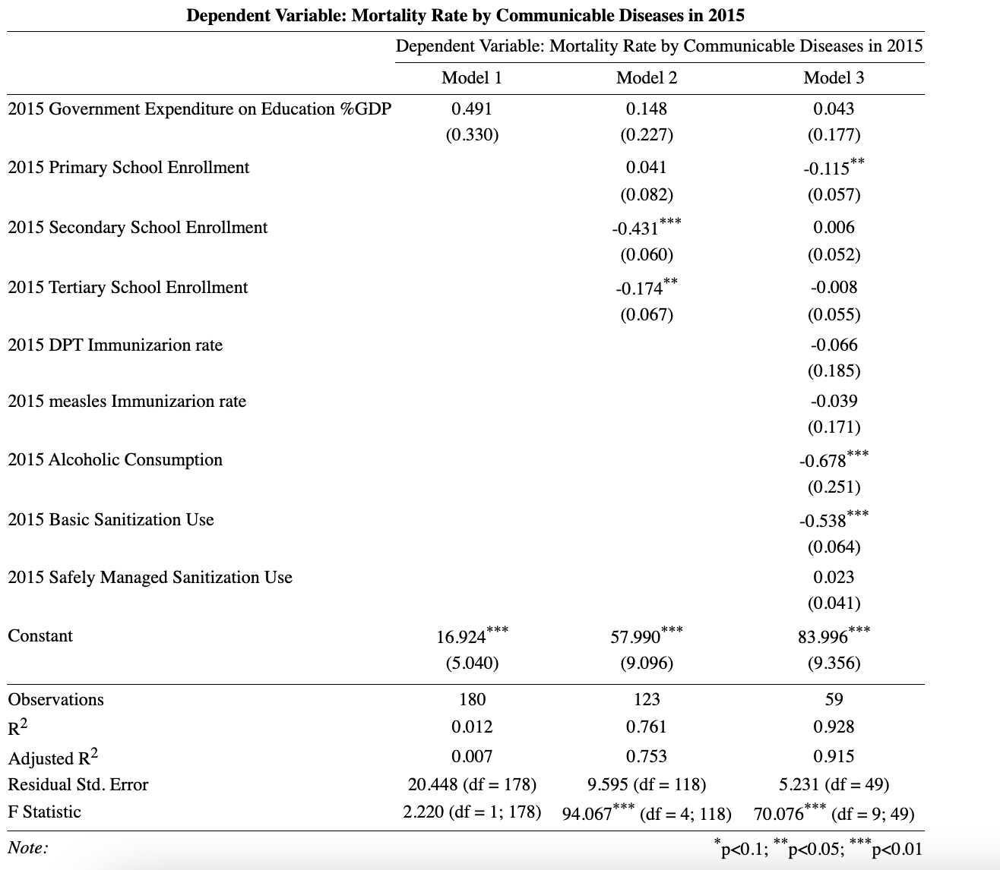 Dependent Variable: Mortality Rate by Communicable Diseases in 2015
Dependent Variable: Mortality Rate by Communicable Diseases in 2015
Model 1 Model 2 Model 3
2015 Government Expenditure on Education %GDP 0.491 0.148 0.043
(0.330) (0.227) (0.177)
2015 Primary School Enrollment 0.041 -0.115**
(0.082) (0.057)
2015 Secondary School Enrollment -0.431*** 0.006
(0.060) (0.052)
2015 Tertiary School Enrollment -0.174** -0.008
(0.067) (0.055)
2015 DPT Immunizarion rate -0.066
(0.185)
2015 measles Immunizarion rate -0.039
(0.171)
2015 Alcoholic Consumption -0.678***
(0.251)
2015 Basic Sanitization Use -0.538***
(0.064)
2015 Safely Managed Sanitization Use 0.023
(0.041)
Constant 16.924*** 57.990*** 83.996***
(5.040) (9.096) (9.356)
Observations 180 123 59
R2 0.012 0.761 0.928
Adjusted R2 0.007 0.753 0.915
Residual Std. Error 20.448 (df = 178) 9.595 (df = 118) 5.231 (df = 49)
F Statistic 2.220 (df = 1; 178) 94.067*** (df = 4; 118) 70.076*** (df = 9; 49)
Note: *p<0.1; **p<0.05; ***p<0.01